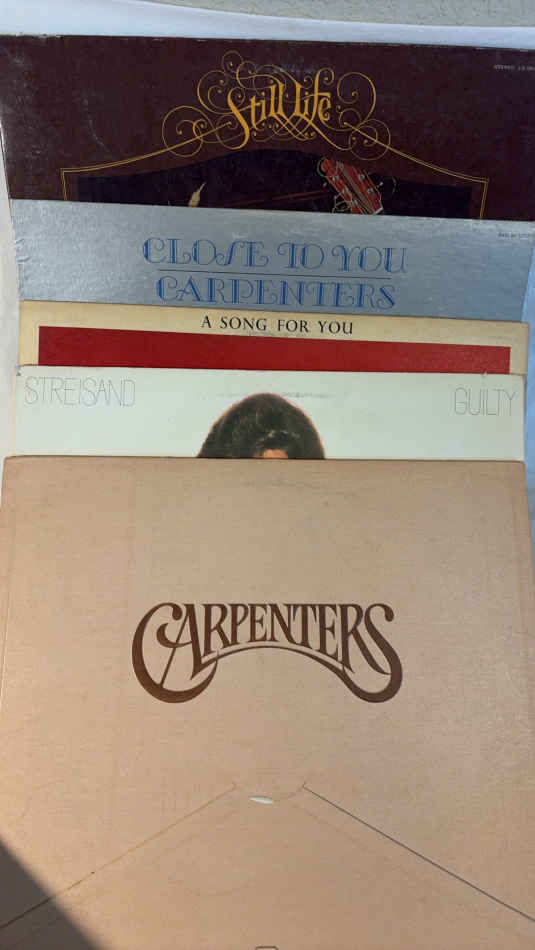 Still Life
CLOSE TO YOU
CARPENTERS
A SONG FOR YOU
STREISAND
GUILTY
CARPENTERS